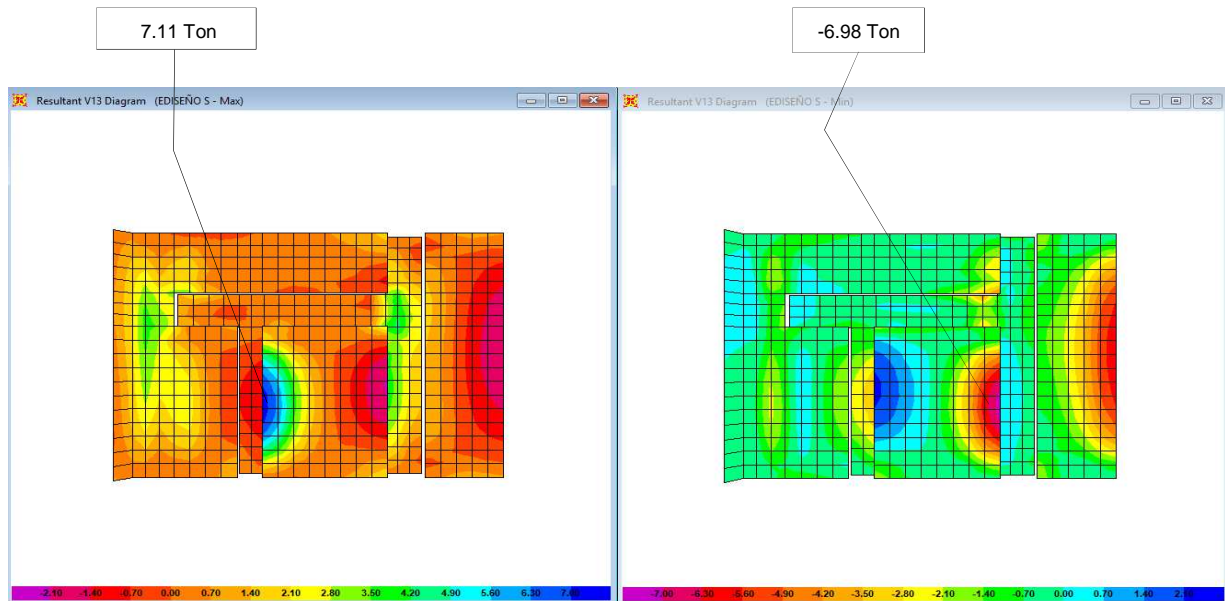 7.11 Ton
-6.98 Ton
Resultant V13 Diagram (EDISEÑO S - Max)
Resultant V13 Diagram (EDISEÑO S - Min)
-2.10 -1.40 -0.70 0.00 0.70 1.40 2.10 2.80 3.50 4.20 4.90 5.60 6.30
-7.00 -6.30 -5.60 -4.90 -4.20 -3.50 -2.80 -2.10 -1.40 -0.70 0.00 0.70 1.40